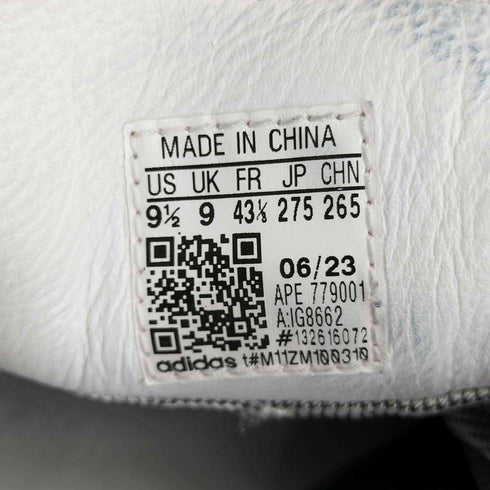 MADE IN CHINA
US UK FR JP CHN
9½ 9 43⅓ 275 265
06/23
APE 779001
A:IG8662
#132616072
adidas t#M11ZM100310